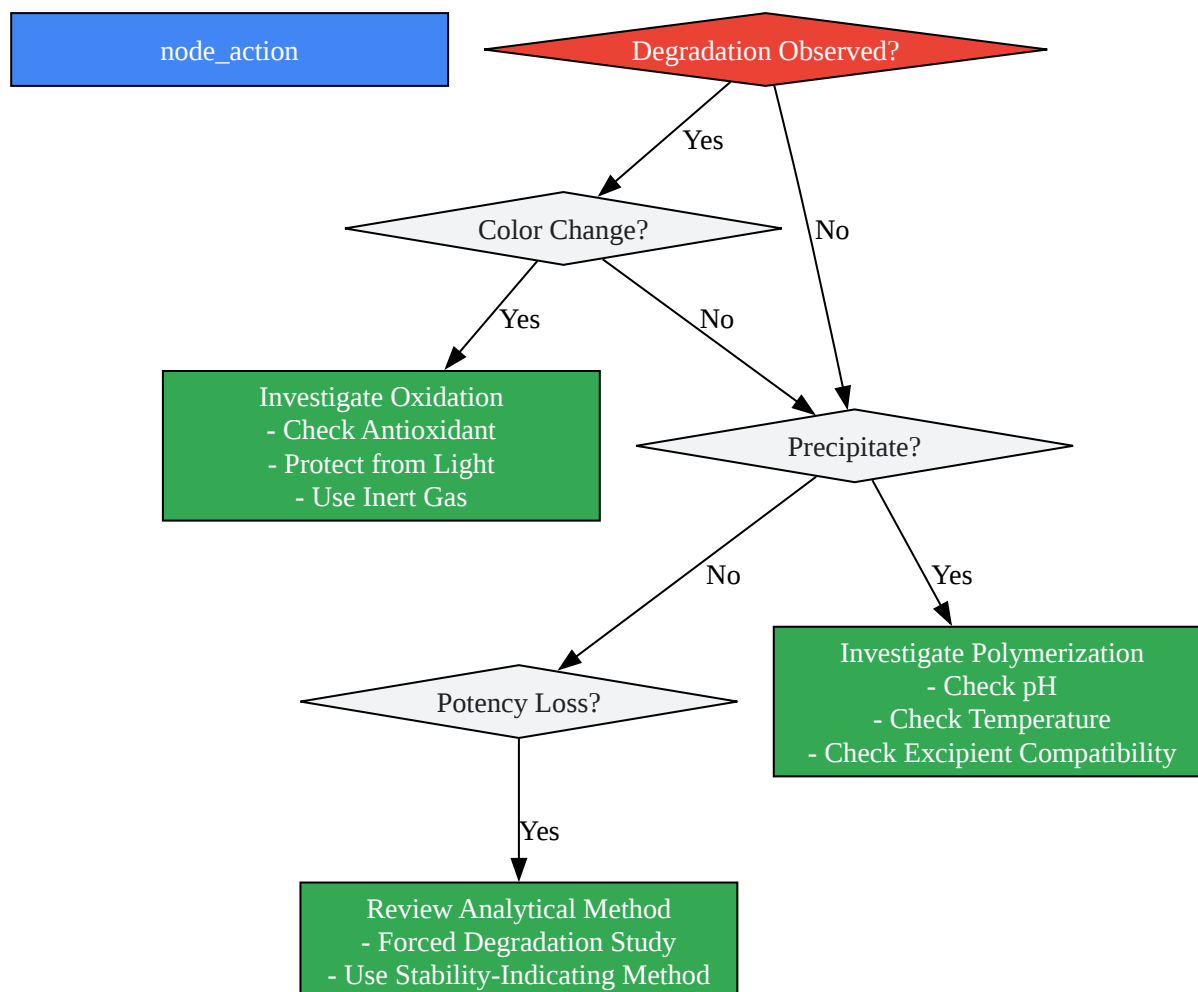 node_action
Degradation Observed?
Yes
No
Color Change?
Yes
No
Investigate Oxidation
- Check Antioxidant
- Protect from Light
- Use Inert Gas
Precipitate?
No
Yes
Investigate Polymerization
- Check pH
- Check Temperature
- Check Excipient Compatibility
Potency Loss?
Yes
Review Analytical Method
- Forced Degradation Study
- Use Stability-Indicating Method